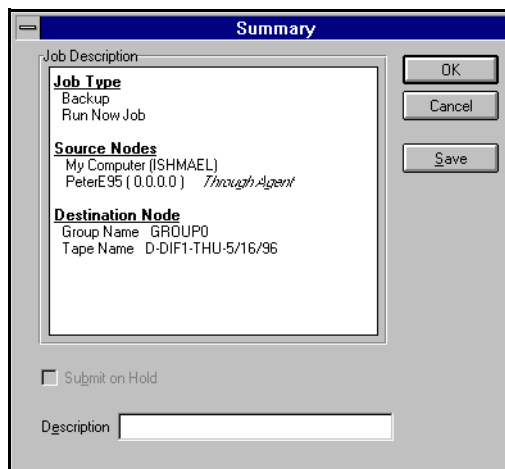 Summary
Job Description
Job Type
Backup
Run Now Job
Source Nodes
My Computer (ISHMAEL)
PeterE95 ( 0.0.0.0 ) Through Agent
Destination Node
Group Name GROUP0
Tape Name D-DIF1-THU-5/16/96
OK
Cancel
Save
Submit on Hold
Description